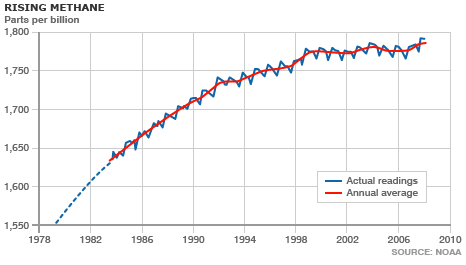 RISING METHANE
Parts per billion
1,800
1,750
1,700
1,650
1,600
1,550
Actual readings
Annual average
1978 1982 1986 1990 1994 1998 2002 2006 2010
SOURCE: NOAA